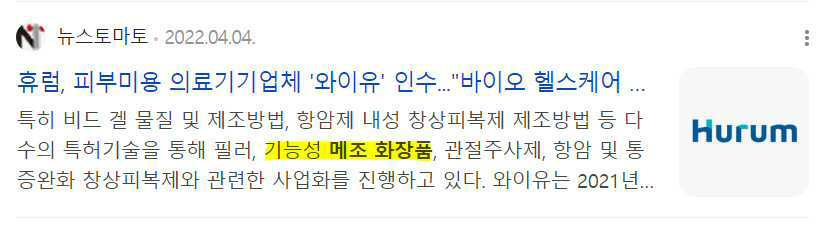 뉴스토마토 · 2022.04.04.
휴럼, 피부미용 의료기기업체 '와이유' 인수..."바이오 헬스케어 ...
Hurum
특히 비드 겔 물질 및 제조방법, 항암제 내성 창상피복제 제조방법 등 다
수의 특허기술을 통해 필러, 기능성 메조 화장품, 관절주사제, 항암 및 통
증완화 창상피복제와 관련한 사업화를 진행하고 있다. 와이유는 2021년...